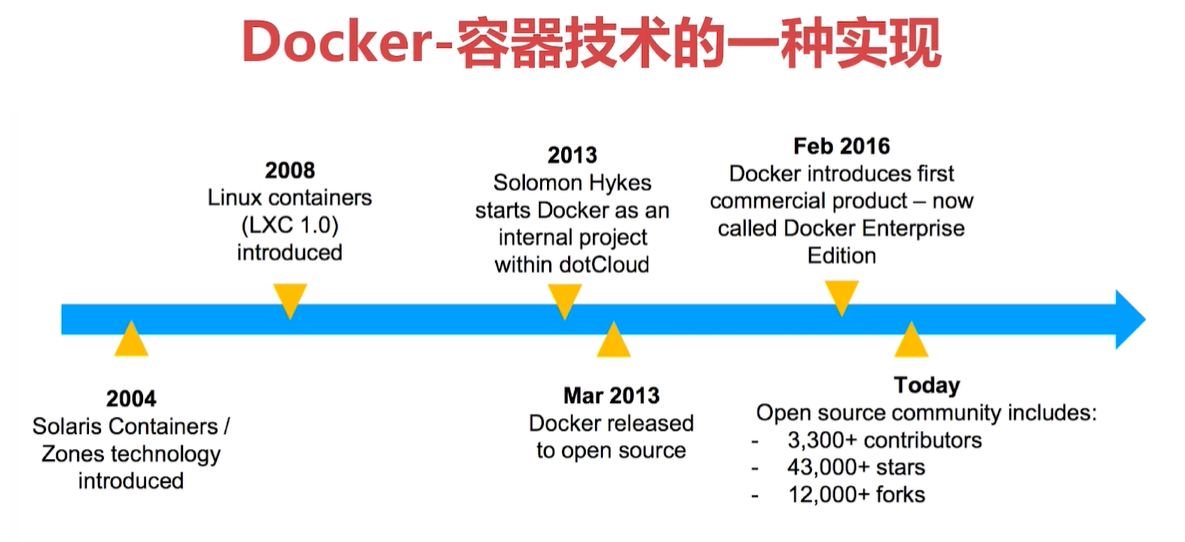 Docker-容器技术的一种实现
2008
Linux containers
(LXC 1.0)
introduced
2013
Solomon Hykes
starts Docker as an
internal project
within dotCloud
Feb 2016
Docker introduces first
commercial product – now
called Docker Enterprise
Edition
2004
Solaris Containers /
Zones technology
introduced
Mar 2013
Docker released
to open source
Today
Open source community includes:
- 3,300+ contributors
- 43,000+ stars
- 12,000+ forks